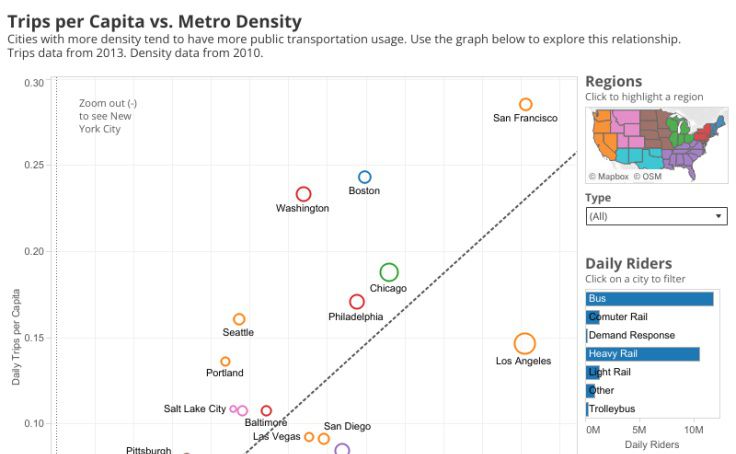 Trips per Capita vs. Metro Density
Cities with more density tend to have more public transportation usage. Use the graph below to explore this relationship.
Trips data from 2013. Density data from 2010.
0.30
0.25
0.20
0.15
0.10
Daily Trips per Capita
Zoom out (-)
to see New
York City
San Francisco
Boston
Washington
Chicago
Philadelphia
Seattle
Los Angeles
Portland
Salt Lake City
Baltimore
Las Vegas
San Diego
Pittsburgh
Regions
Click to highlight a region
© Mapbox © OSM
Type
(All)
Daily Riders
Click on a city to filter
Bus
Comuter Rail
Demand Response
Heavy Rail
Light Rail
Other
Trolleybus
0M 5M 10M
Daily Riders